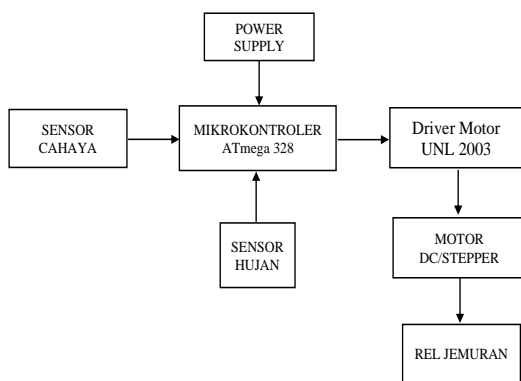 POWER
SUPPLY
SENSOR
CAHAYA
MIKROKONTROLER
ATmega 328
Driver Motor
UNL 2003
SENSOR
HUJAN
MOTOR
DC/STEPPER
REL JEMURAN